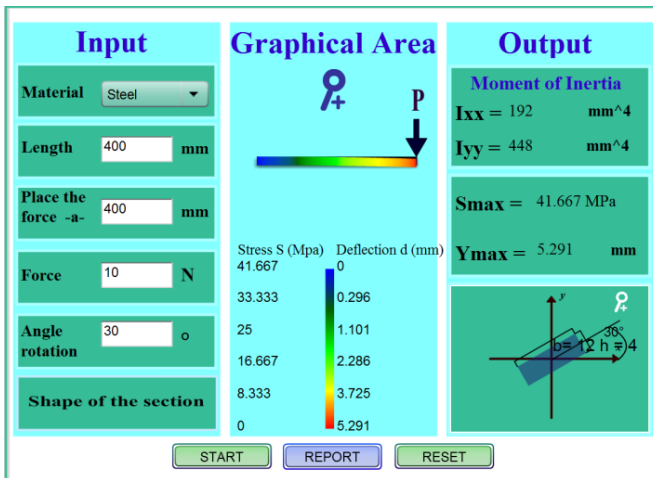 Input
Material Steel
Length 400 mm
Place the
force -a- 400 mm
Force 10 N
Angle
rotation 30 o
Shape of the section
Graphical Area
P
Stress S (Mpa) Deflection d (mm)
41.667 0
33.333 0.296
25 1.101
16.667 2.286
8.333 3.725
0 5.291
Output
Moment of Inertia
Ixx = 192 mm^4
Iyy = 448 mm^4
Smax = 41.667 MPa
Ymax = 5.291 mm
y
30°
b= 12 h = 4
START REPORT RESET